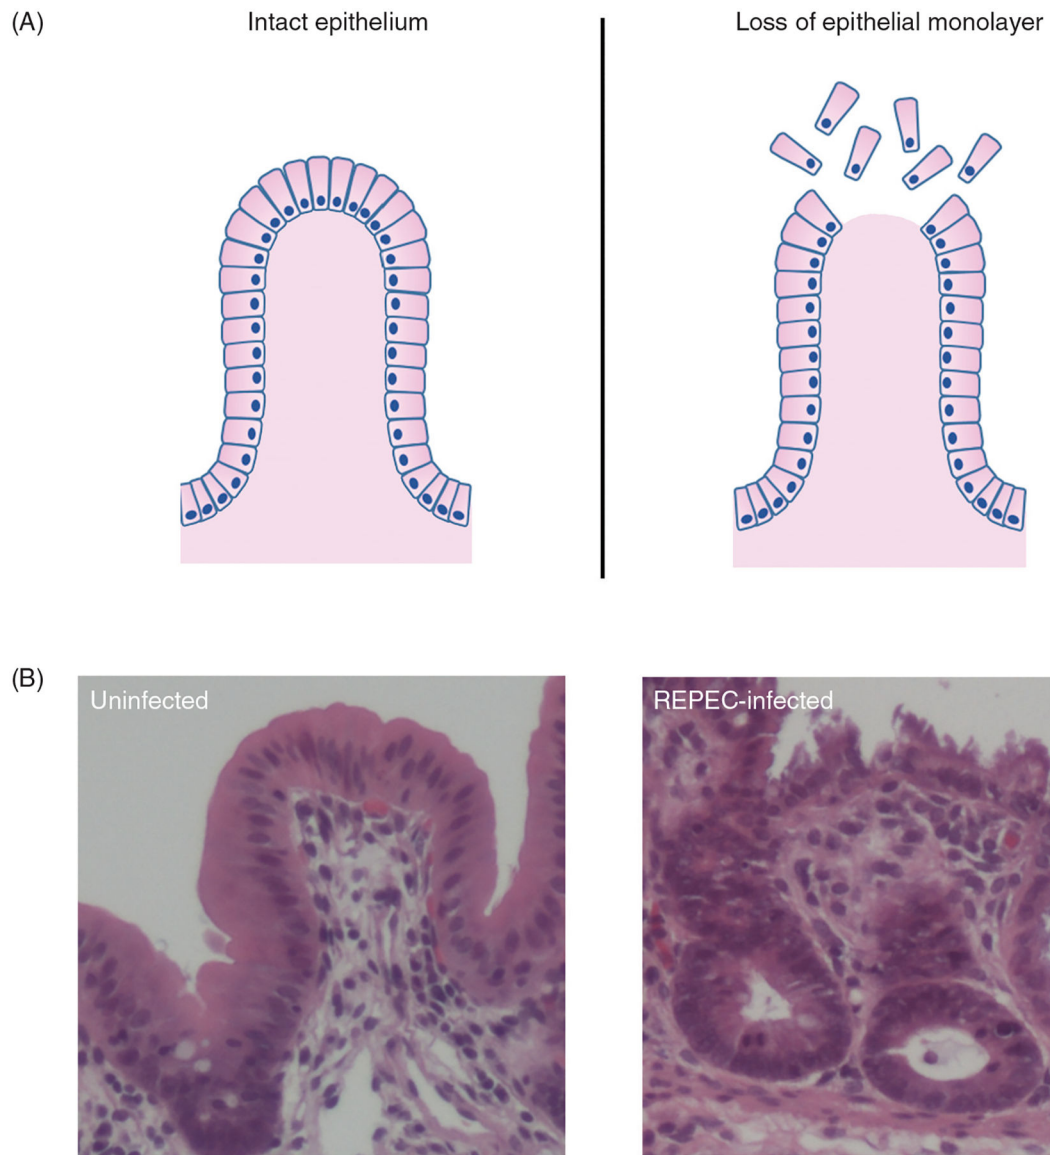 (A)
Intact epithelium
Loss of epithelial monolayer
(B)
Uninfected
REPEC-infected